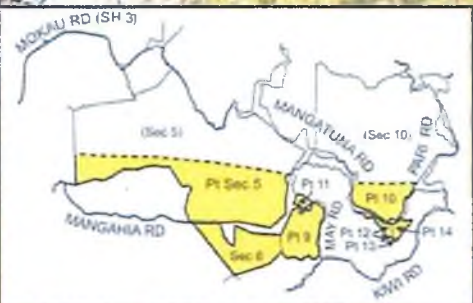 MOKAU RD (SH 3)
(Sec 5)
MANGATUNA RD
(Sec 10)
PARI RD
Pt Sec 5
Pt 11
Pt 10
MANGAHIA RD
MAY RD
Pt 12
Pt 14
Pt 9
Pt 13
Sec 6
KIWI RD